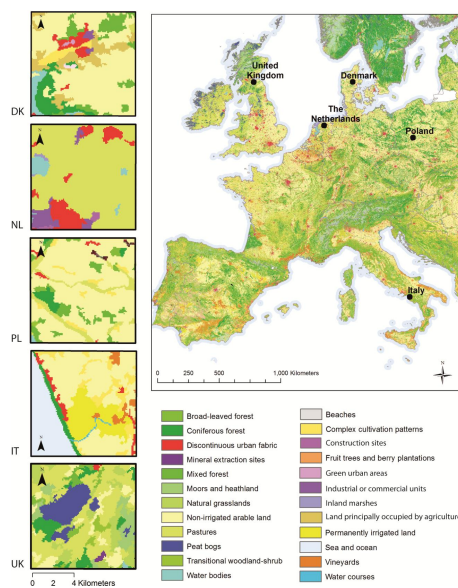 N
DK
N
NL
N
PL
N
IT
N
UK
0 2 4 Kilometers
United
Kingdom
Denmark
The
Netherlands
Poland
Italy
N
0 250 500 1,000 Kilometers
Broad-leaved forest
Coniferous forest
Discontinuous urban fabric
Mineral extraction sites
Mixed forest
Moors and heathland
Natural grasslands
Non-irrigated arable land
Pastures
Peat bogs
Transitional woodland-shrub
Water bodies
Beaches
Complex cultivation patterns
Construction sites
Fruit trees and berry plantations
Green urban areas
Industrial or commercial units
Inland marshes
Land principally occupied by agriculture
Permanently irrigated land
Sea and ocean
Vineyards
Water courses